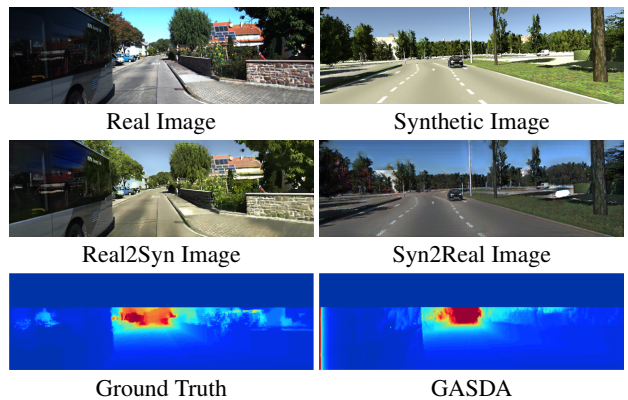 Real Image
Synthetic Image
Real2Syn Image
Syn2Real Image
Ground Truth
GASDA